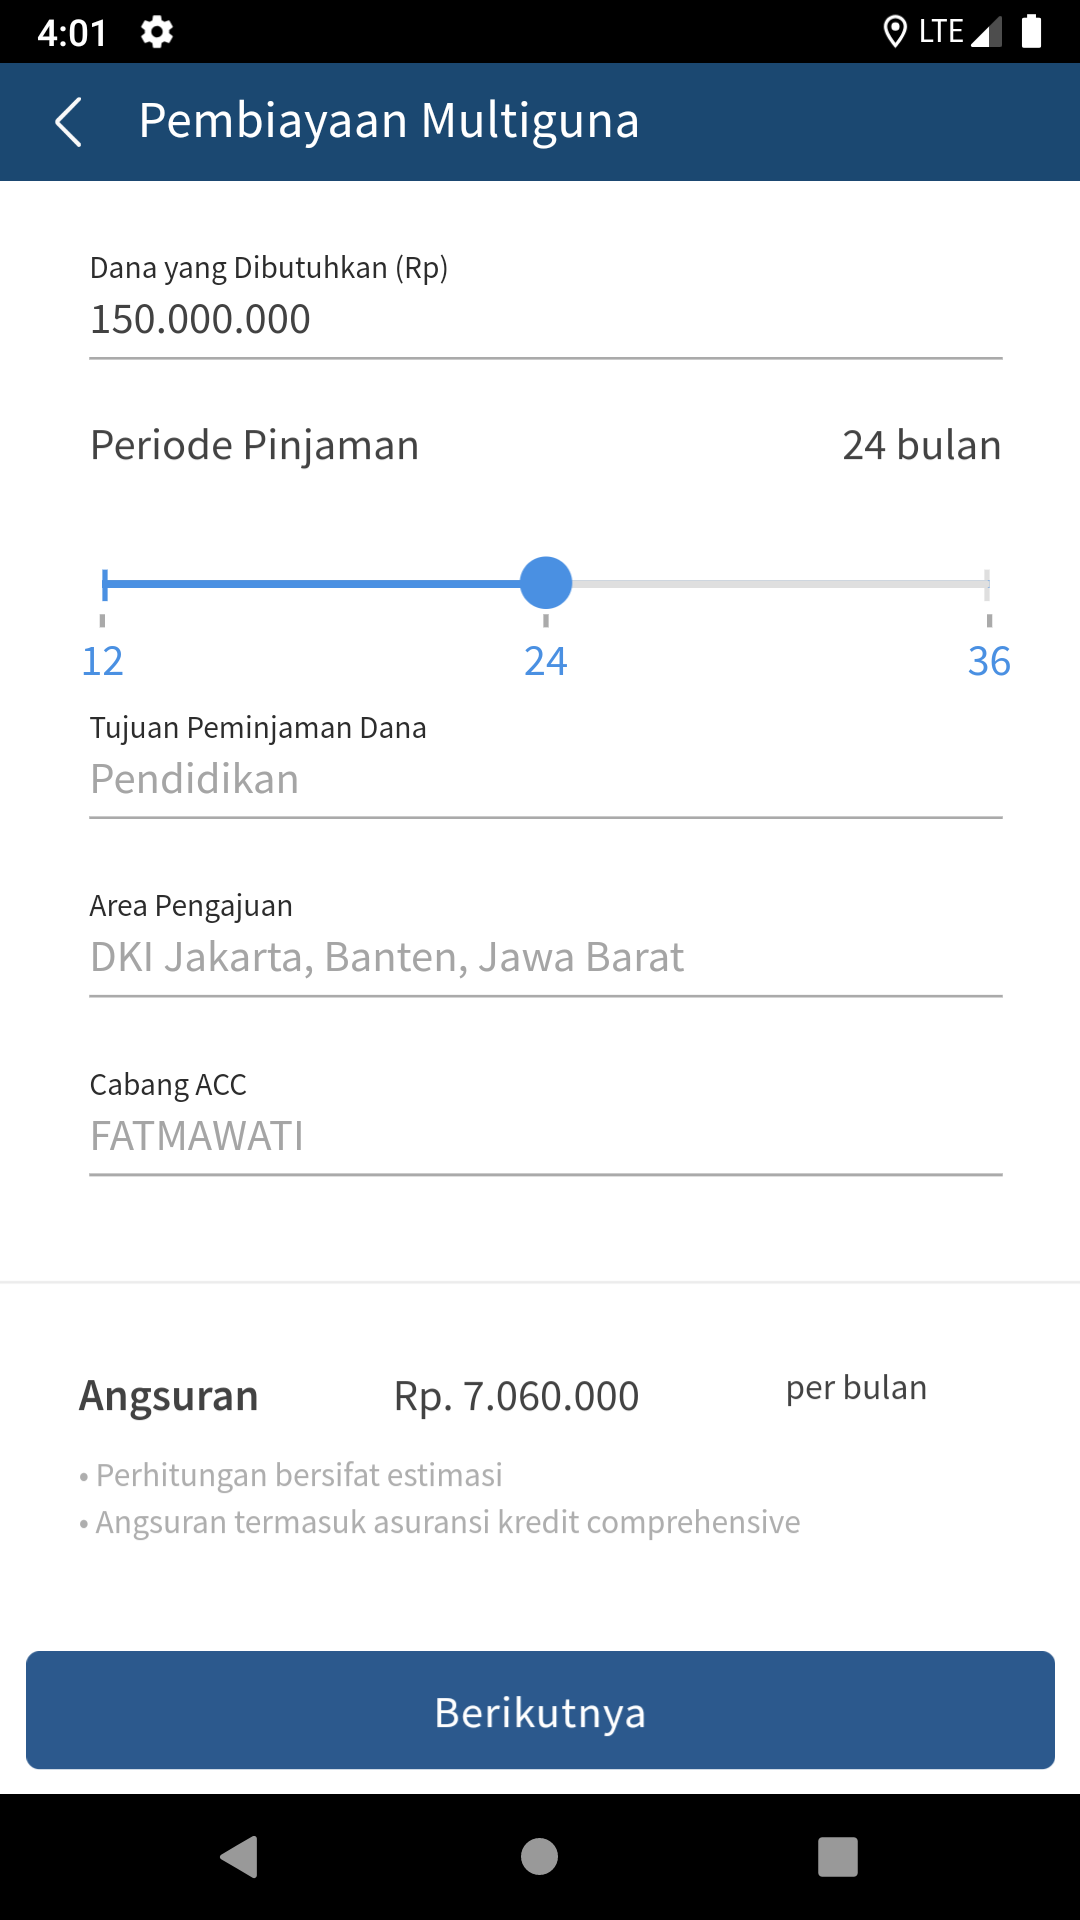 4:01
LTE
Pembiayaan Multiguna
Dana yang Dibutuhkan (Rp)
150.000.000
Periode Pinjaman 24 bulan
12 24 36
Tujuan Peminjaman Dana
Pendidikan
Area Pengajuan
DKI Jakarta, Banten, Jawa Barat
Cabang ACC
FATMAWATI
Angsuran Rp. 7.060.000 per bulan
• Perhitungan bersifat estimasi
• Angsuran termasuk asuransi kredit comprehensive
Berikutnya